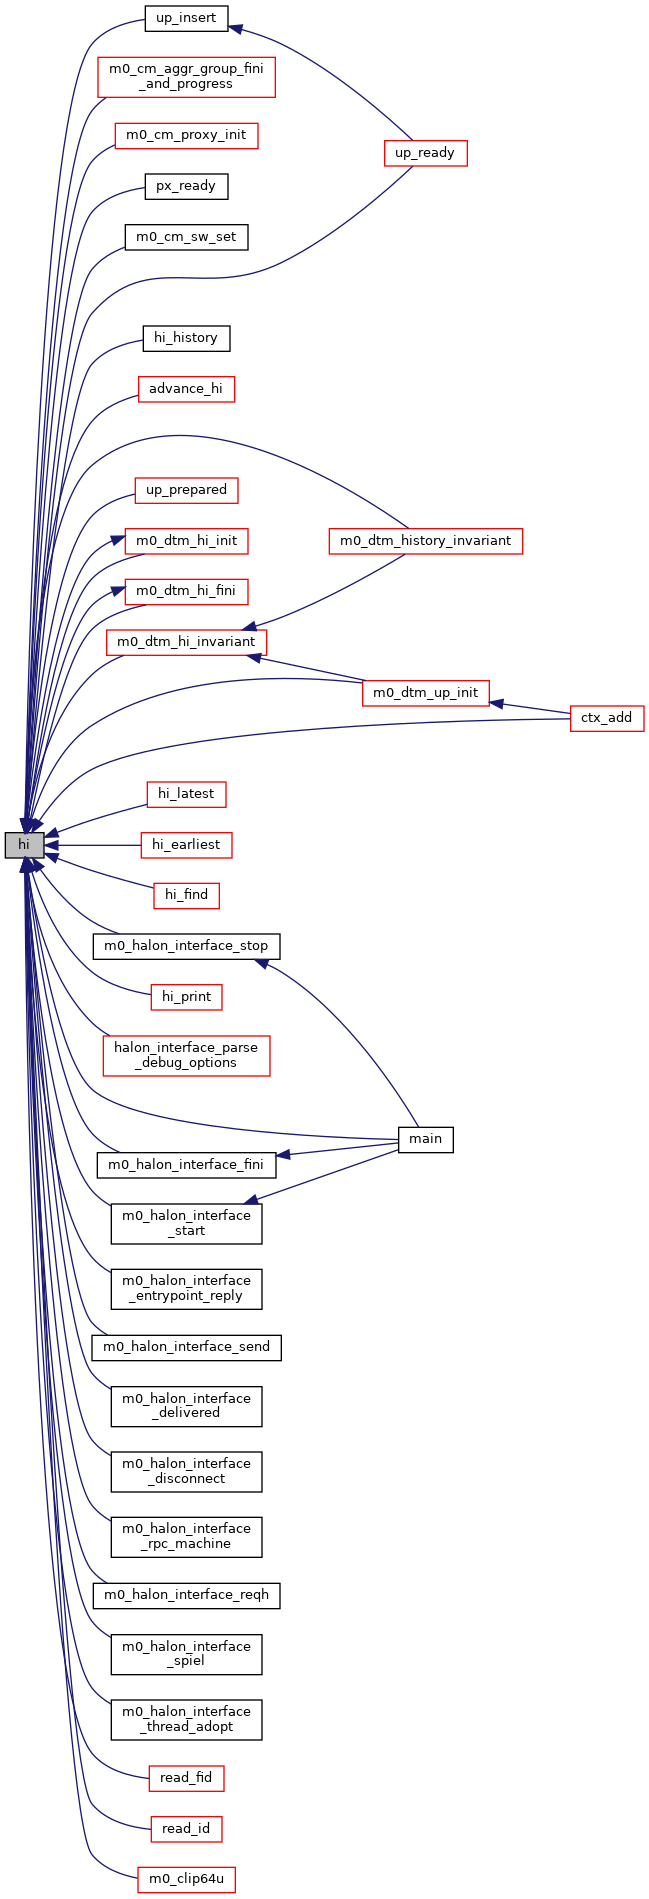 up_insert
m0_cm_aggr_group_fini
_and_progress
m0_cm_proxy_init
up_ready
px_ready
m0_cm_sw_set
hi_history
advance_hi
up_prepared
m0_dtm_hi_init
m0_dtm_history_invariant
m0_dtm_hi_fini
m0_dtm_hi_invariant
m0_dtm_up_init
ctx_add
hi_latest
hi
hi_earliest
hi_find
m0_halon_interface_stop
hi_print
halon_interface_parse
_debug_options
main
m0_halon_interface_fini
m0_halon_interface
_start
m0_halon_interface
_entrypoint_reply
m0_halon_interface_send
m0_halon_interface
_delivered
m0_halon_interface
_disconnect
m0_halon_interface
_rpc_machine
m0_halon_interface_reqh
m0_halon_interface
_spiel
m0_halon_interface
_thread_adopt
read_fid
read_id
m0_clip64u